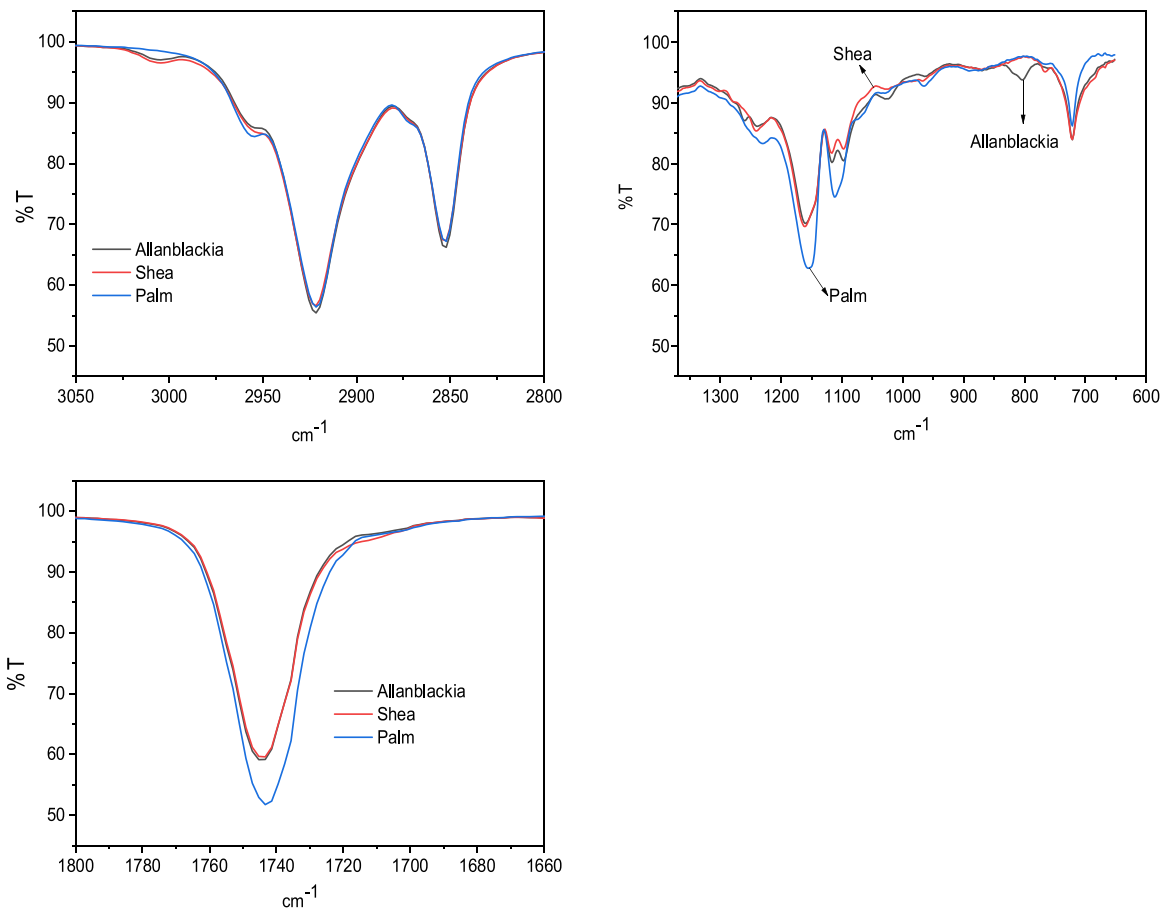 100
90
80
70
60
50
% T
Allanblackia
Shea
Palm
3050
3000
2950
2900
2850
2800
cm-1
100
90
80
70
60
50
%T
Shea
Allanblackia
Palm
1300
1200
1100
1000
900
800
700
600
cm-1
100
90
80
70
60
50
% T
Allanblackia
Shea
Palm
1800
1780
1760
1740
1720
1700
1680
1660
cm-1